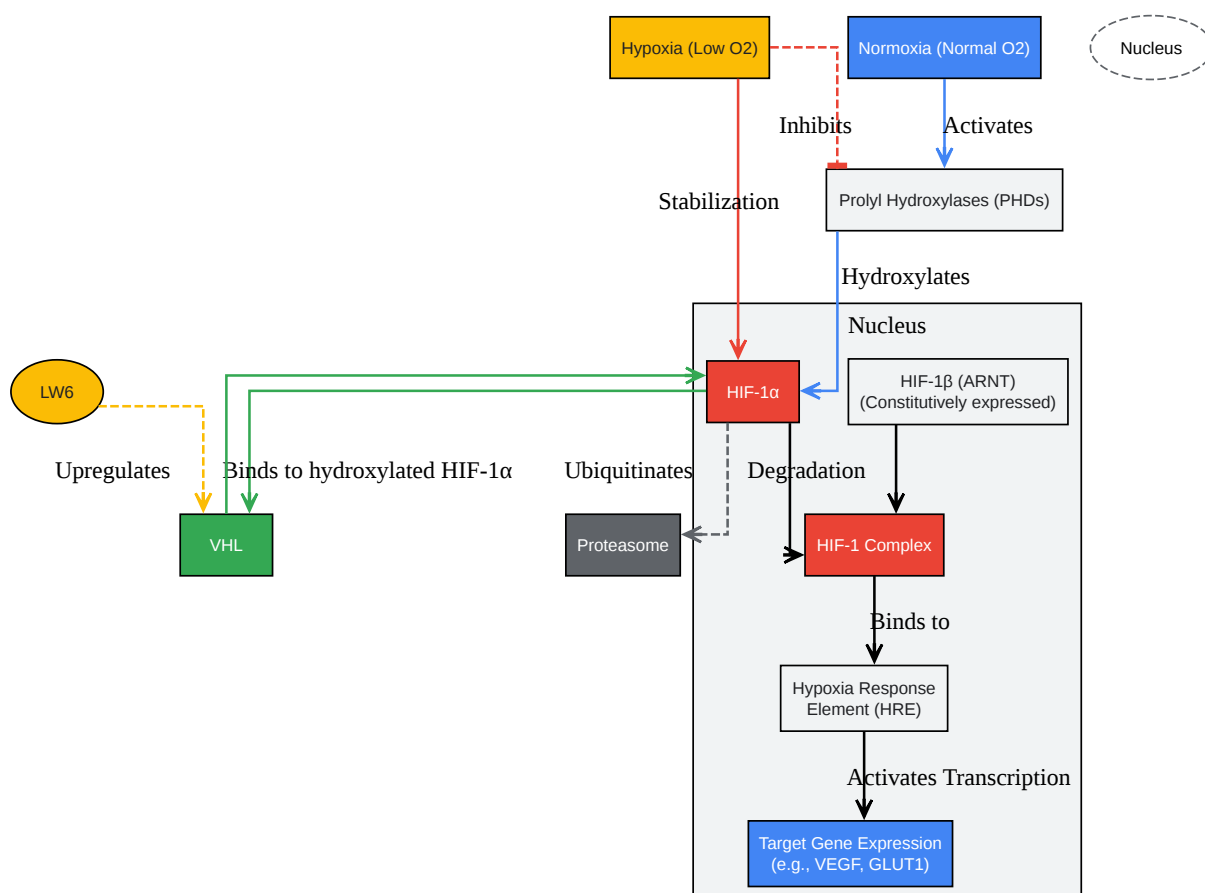 Hypoxia (Low O2)
Normoxia (Normal O2)
Nucleus
Inhibits
Activates
Stabilization
Prolyl Hydroxylases (PHDs)
Hydroxylates
Nucleus
LW6
HIF-1α
HIF-1β (ARNT)
(Constitutively expressed)
Upregulates
Binds to hydroxylated HIF-1α
Ubiquitinates
Degradation
VHL
Proteasome
HIF-1 Complex
Binds to
Hypoxia Response
Element (HRE)
Activates Transcription
Target Gene Expression
(e.g., VEGF, GLUT1)